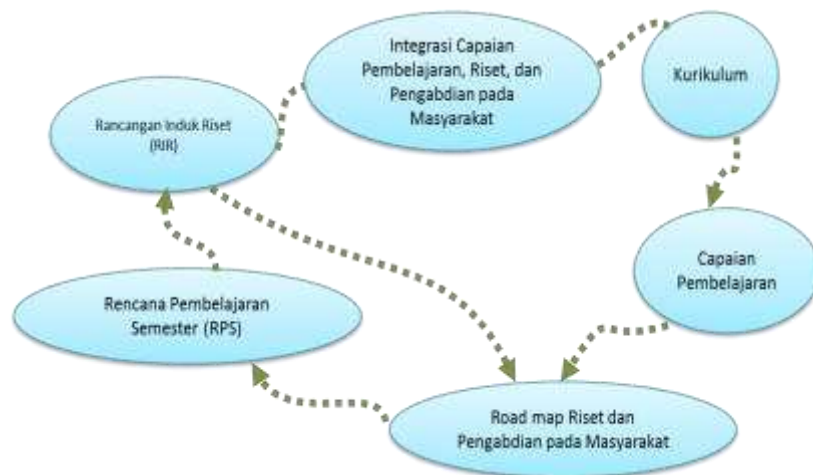 Integrasi Capaian
Pembelajaran, Riset, dan
Pengabdian pada
Masyarakat
Kurikulum
Rancangan Induk Riset
(RIR)
Capaian
Pembelajaran
Rencana Pembelajaran
Semester (RPS)
Road map Riset dan
Pengabdian pada Masyarakat